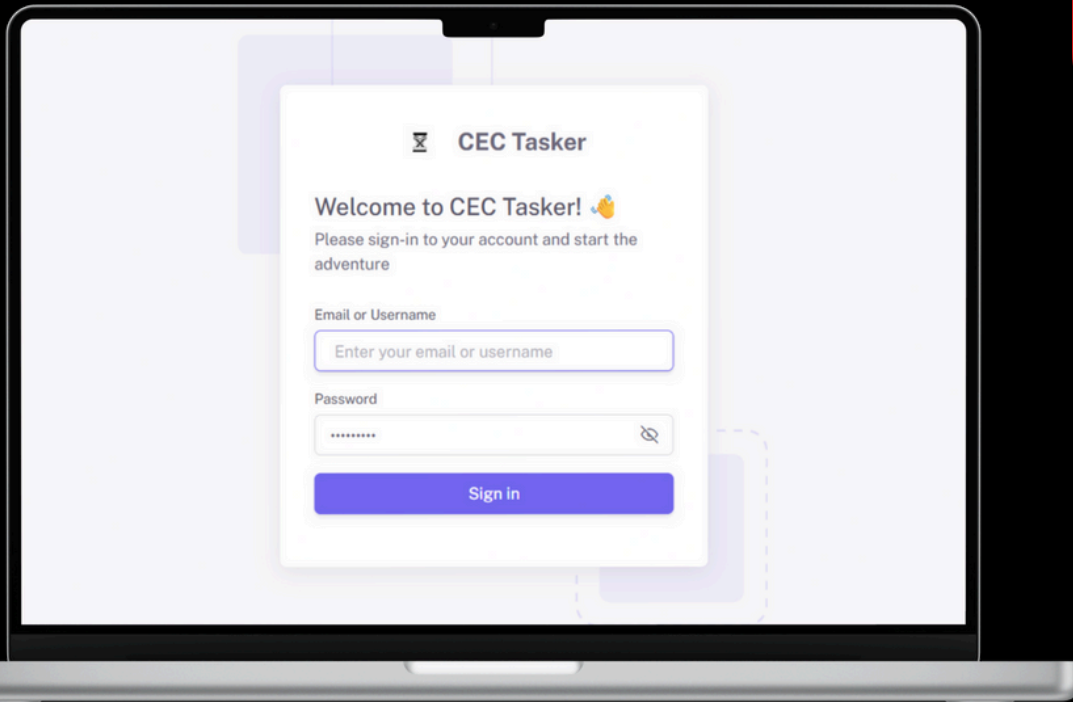 CEC Tasker
Welcome to CEC Tasker! 👋
Please sign-in to your account and start the
adventure
Email or Username
Enter your email or username
Password
·········
Sign in